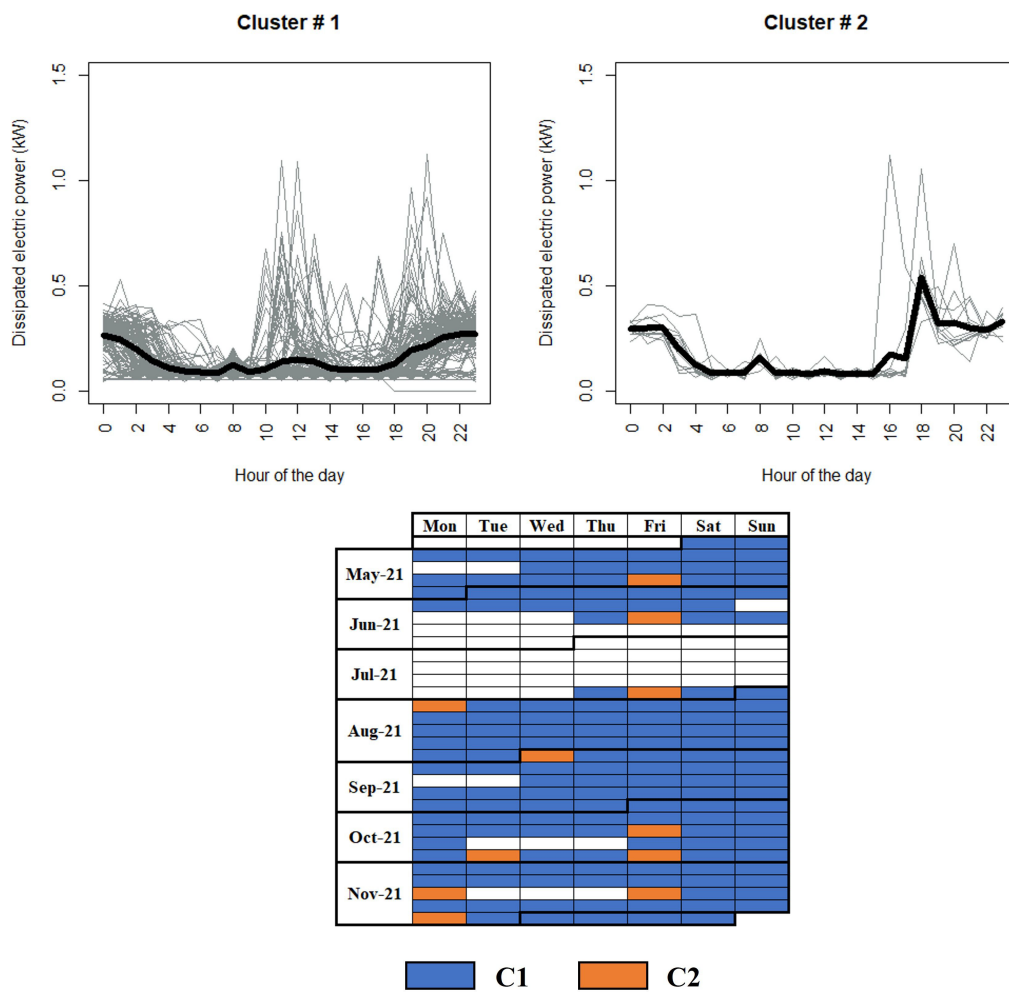 Cluster # 1
Dissipated electric power (kW)
0.0 0.5 1.0 1.5
0 2 4 6 8 10 12 14 16 18 20 22
Hour of the day
Cluster # 2
Dissipated electric power (kW)
0.0 0.5 1.0 1.5
0 2 4 6 8 10 12 14 16 18 20 22
Hour of the day
Mon Tue Wed Thu Fri Sat Sun
May-21
Jun-21
Jul-21
Aug-21
Sep-21
Oct-21
Nov-21
C1 C2